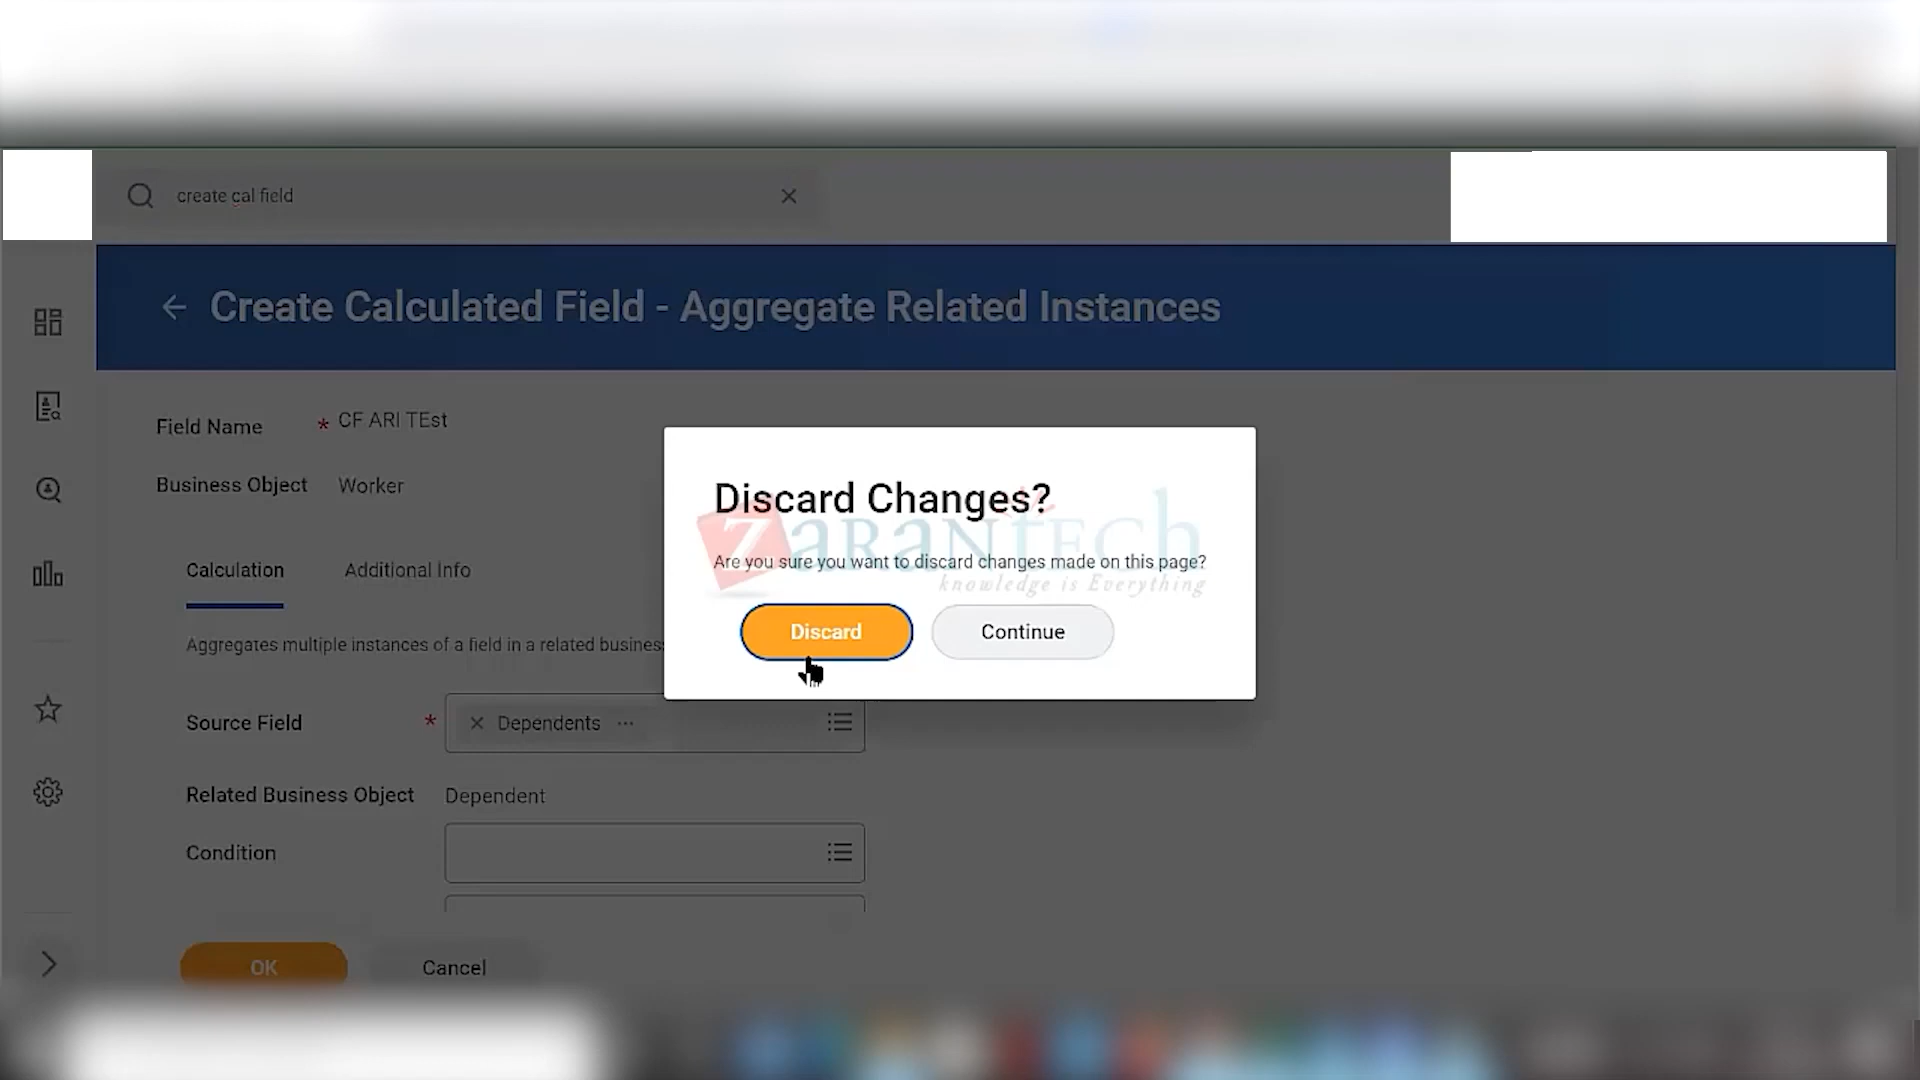 create cal field
Create Calculated Field - Aggregate Related Instances
Field Name * CF ARI TEst
Business Object Worker
Calculation Additional Info
Aggregates multiple instances of a field in a related business
Source Field * Dependents
Related Business Object Dependent
Condition
OK Cancel
Discard Changes?
Are you sure you want to discard changes made on this page?
Discard Continue
ZaranTech
knowledge is Everything